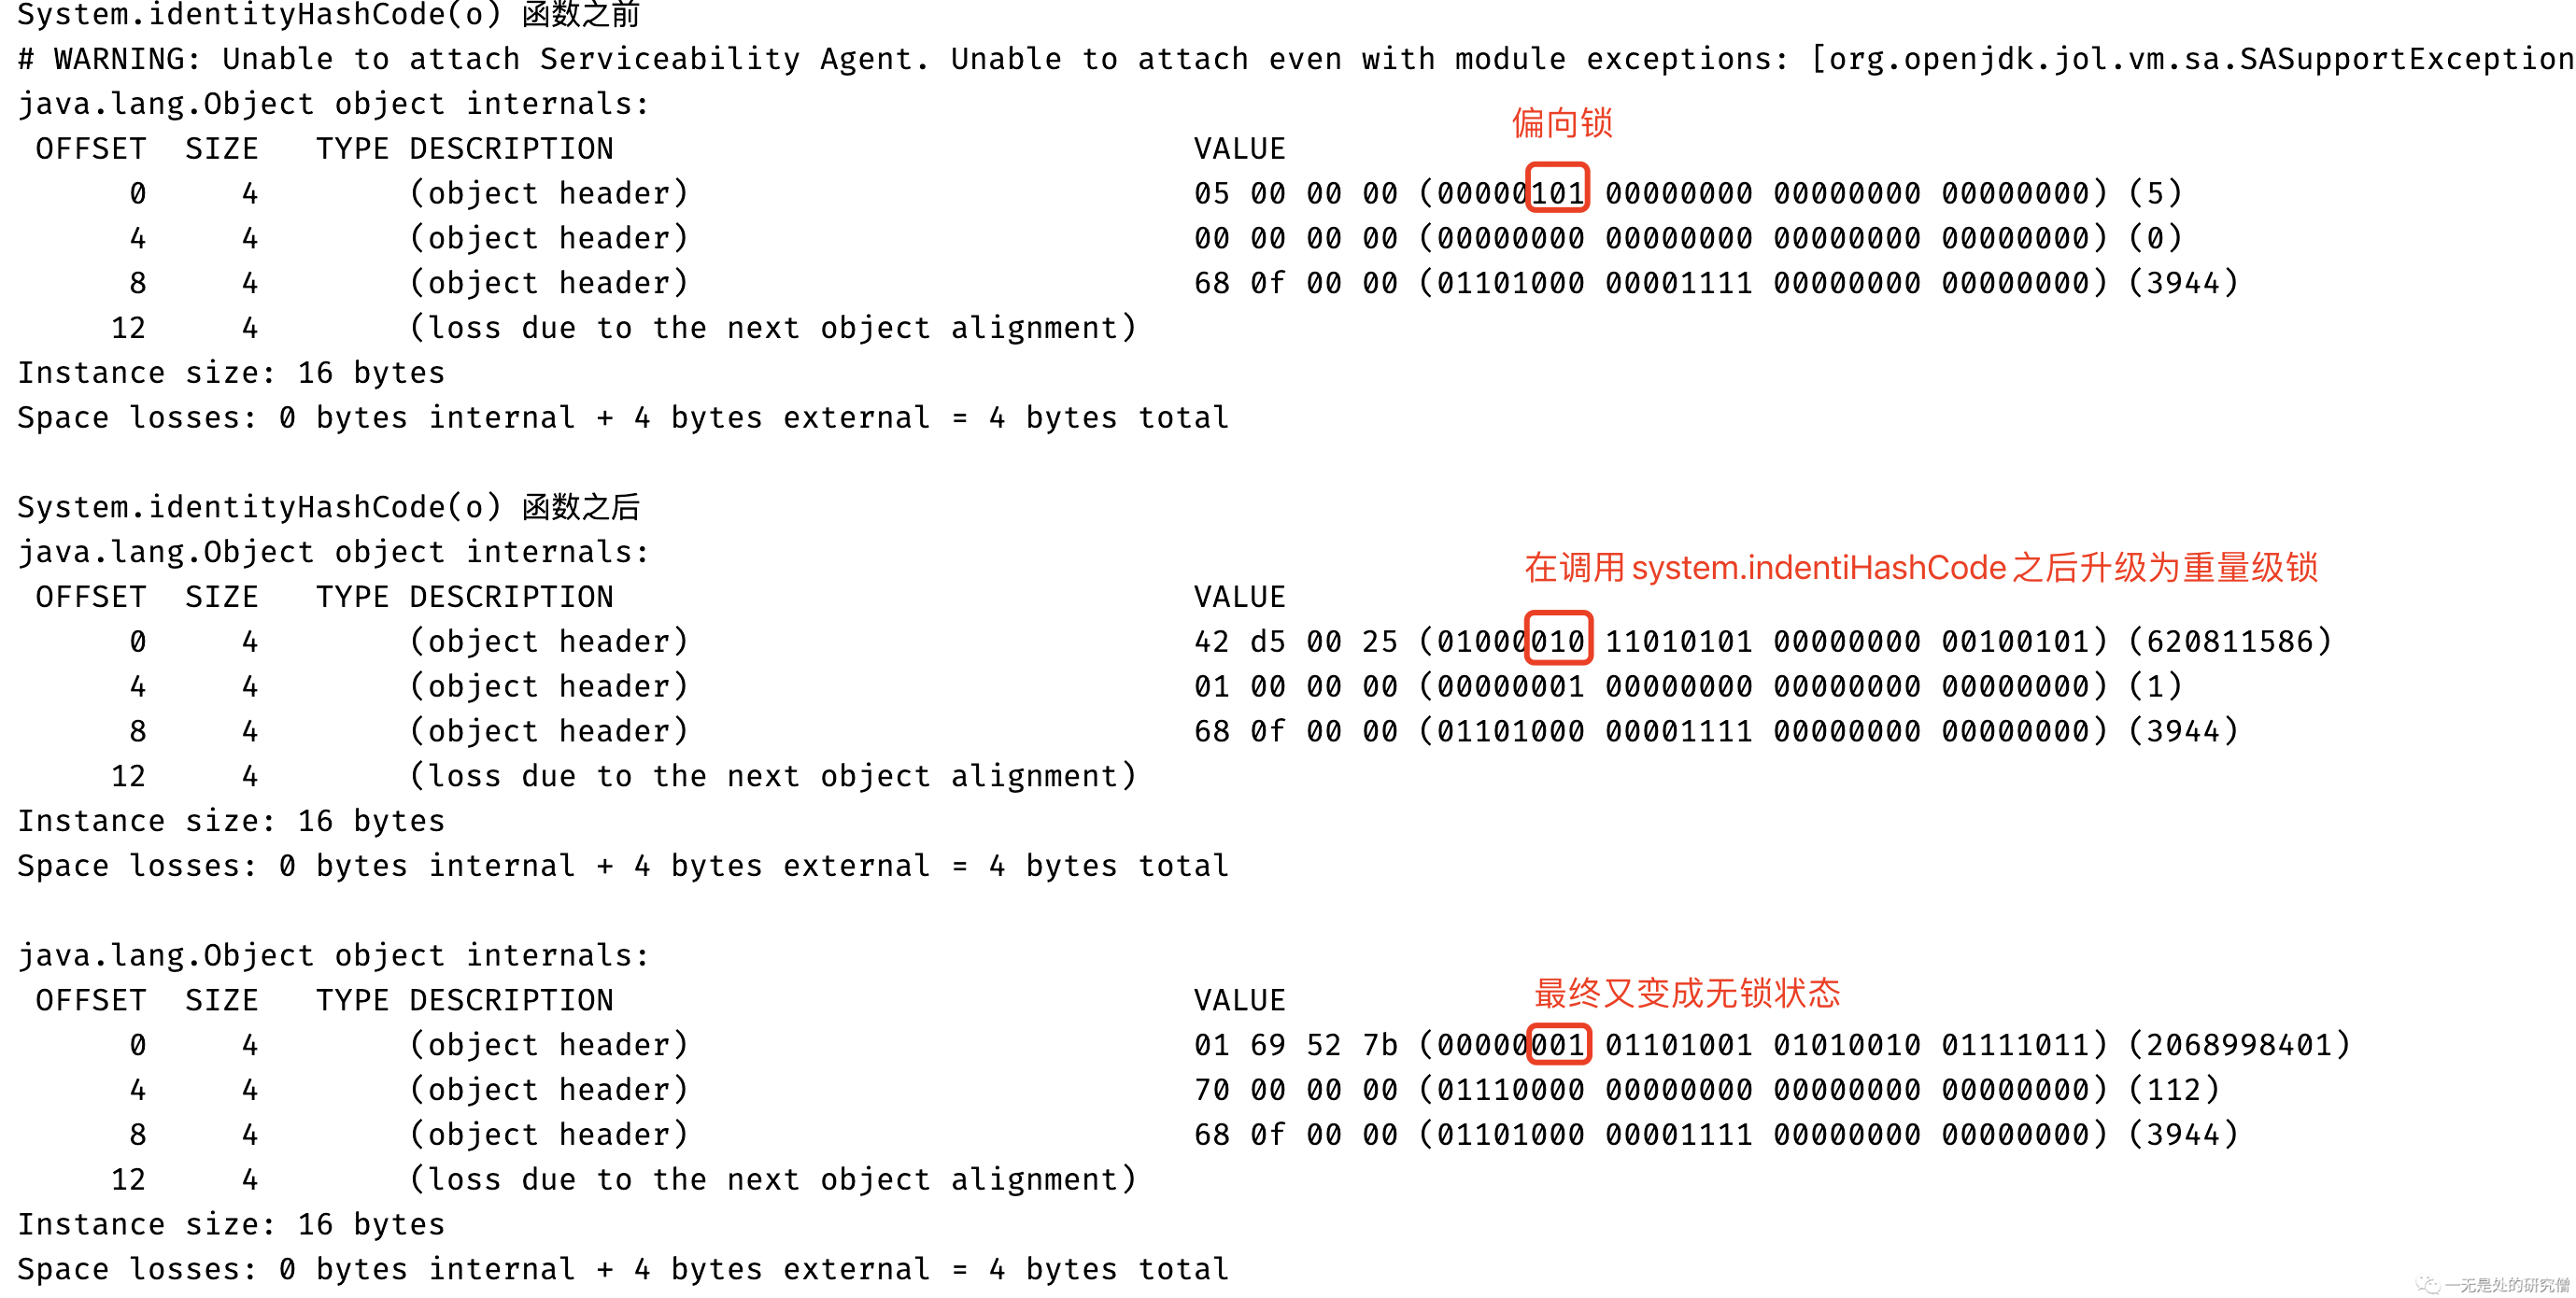 System.identityHashCode(o) 函数之前
# WARNING: Unable to attach Serviceability Agent. Unable to attach even with module exceptions: [org.openjdk.jol.vm.sa.SASupportException
java.lang.Object object internals:
偏向锁
OFFSET SIZE TYPE DESCRIPTION VALUE
0 4 (object header) 05 00 00 00 (00000101 00000000 00000000 00000000) (5)
4 4 (object header) 00 00 00 00 (00000000 00000000 00000000 00000000) (0)
8 4 (object header) 68 0f 00 00 (01101000 00001111 00000000 00000000) (3944)
12 4 (loss due to the next object alignment)
Instance size: 16 bytes
Space losses: 0 bytes internal + 4 bytes external = 4 bytes total
System.identityHashCode(o) 函数之后
java.lang.Object object internals:
在调用 system.indentiHashCode 之后升级为重量级锁
OFFSET SIZE TYPE DESCRIPTION VALUE
0 4 (object header) 42 d5 00 25 (01000010 11010101 00000000 00100101) (620811586)
4 4 (object header) 01 00 00 00 (00000001 00000000 00000000 00000000) (1)
8 4 (object header) 68 0f 00 00 (01101000 00001111 00000000 00000000) (3944)
12 4 (loss due to the next object alignment)
Instance size: 16 bytes
Space losses: 0 bytes internal + 4 bytes external = 4 bytes total
java.lang.Object object internals:
最终又变成无锁状态
OFFSET SIZE TYPE DESCRIPTION VALUE
0 4 (object header) 01 69 52 7b (00000001 01101001 01010010 01111011) (2068998401)
4 4 (object header) 70 00 00 00 (01110000 00000000 00000000 00000000) (112)
8 4 (object header) 68 0f 00 00 (01101000 00001111 00000000 00000000) (3944)
12 4 (loss due to the next object alignment)
Instance size: 16 bytes
Space losses: 0 bytes internal + 4 bytes external = 4 bytes total
一无是处的研究僧